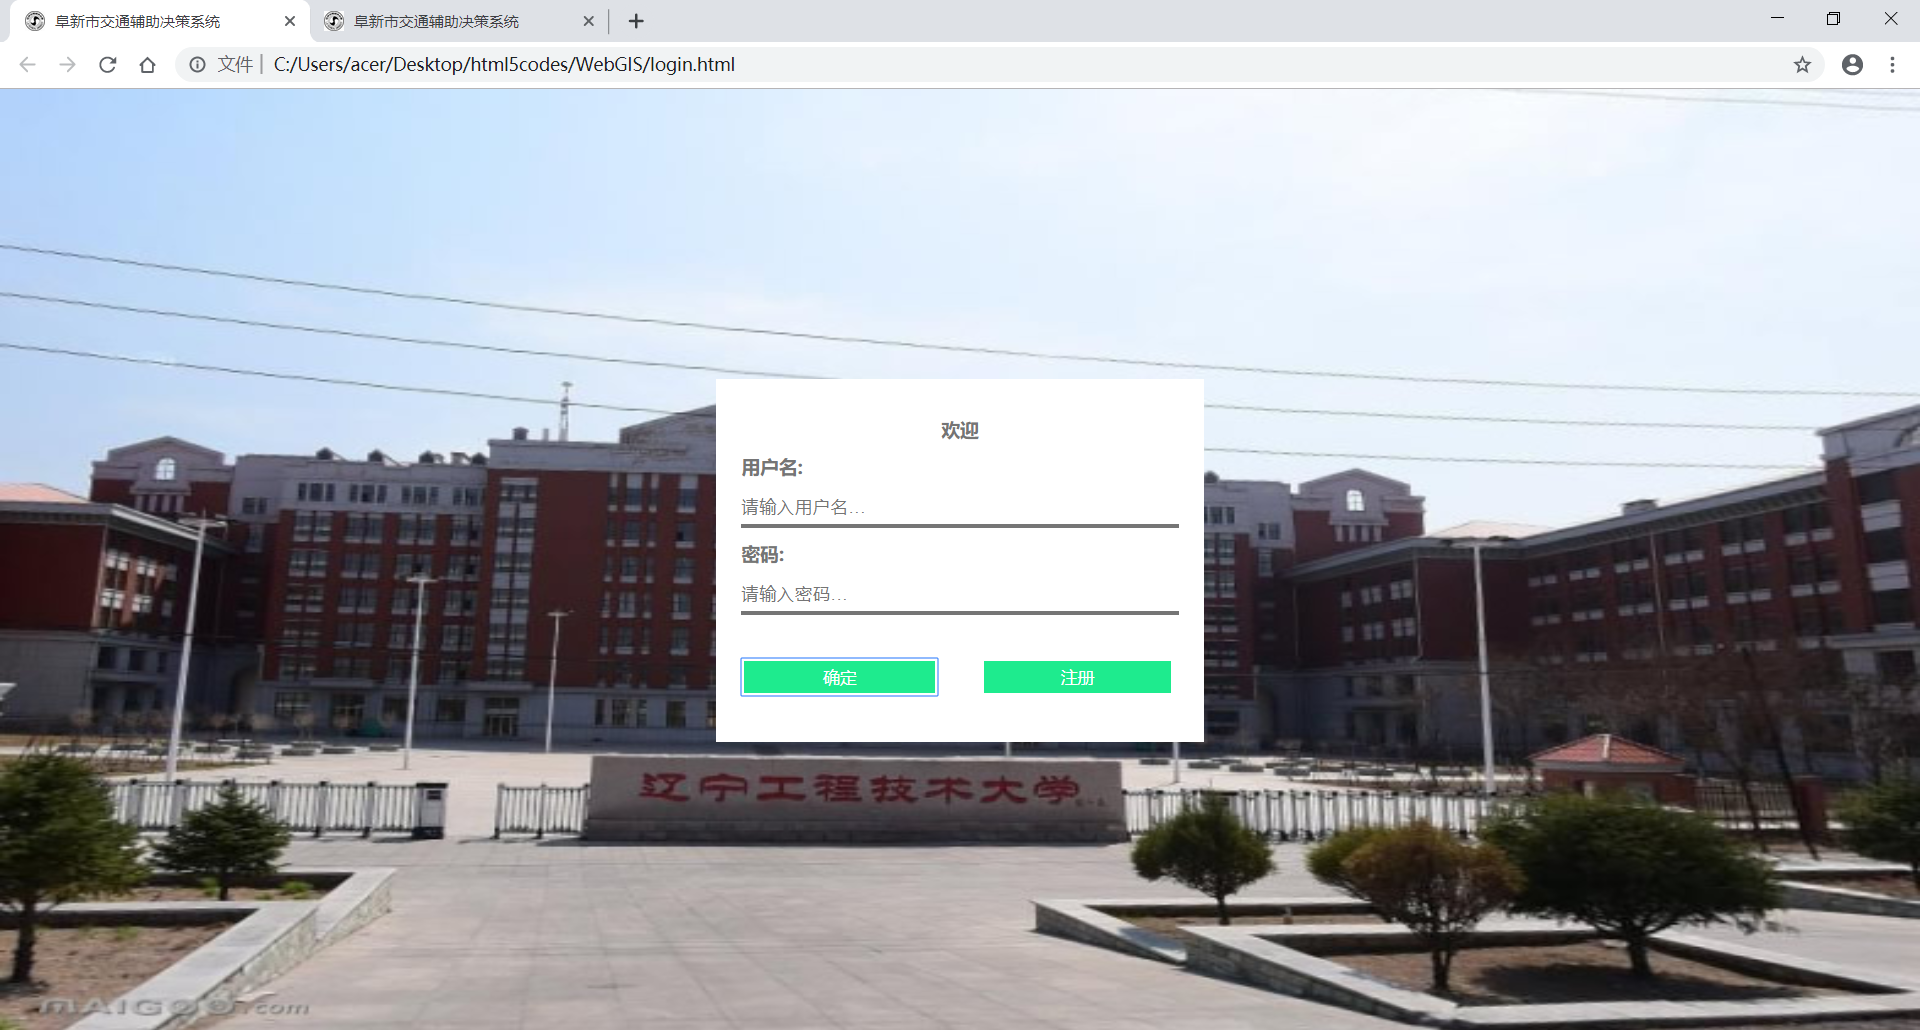 阜新市交通辅助决策系统
阜新市交通辅助决策系统
文件 | C:/Users/acer/Desktop/html5codes/WebGIS/login.html
欢迎
用户名:
请输入用户名...
密码:
请输入密码...
确定 注册
辽宁工程技术大学
MAIGOO.com